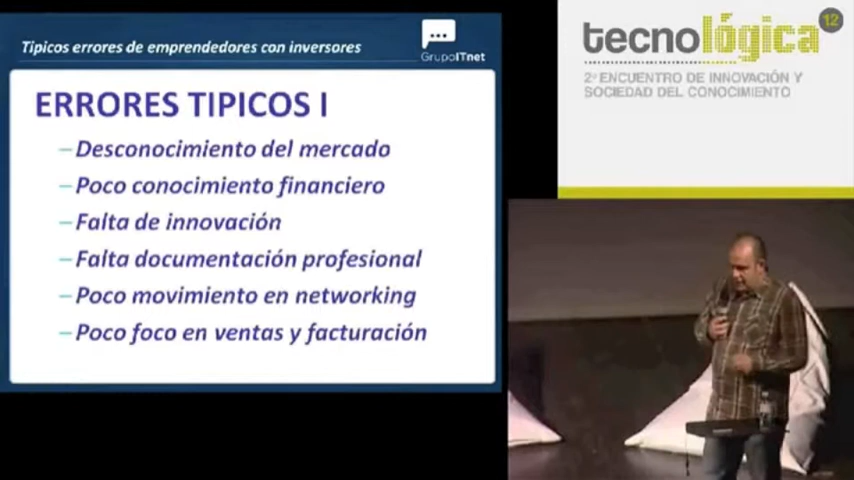 Tipicos errores de emprendedores con inversores
GrupoITnet
ERRORES TIPICOS I
–Desconocimiento del mercado
–Poco conocimiento financiero
–Falta de innovación
–Falta documentación profesional
–Poco movimiento en networking
–Poco foco en ventas y facturación
tecnológica 12
2º ENCUENTRO DE INNOVACIÓN Y
SOCIEDAD DEL CONOCIMIENTO